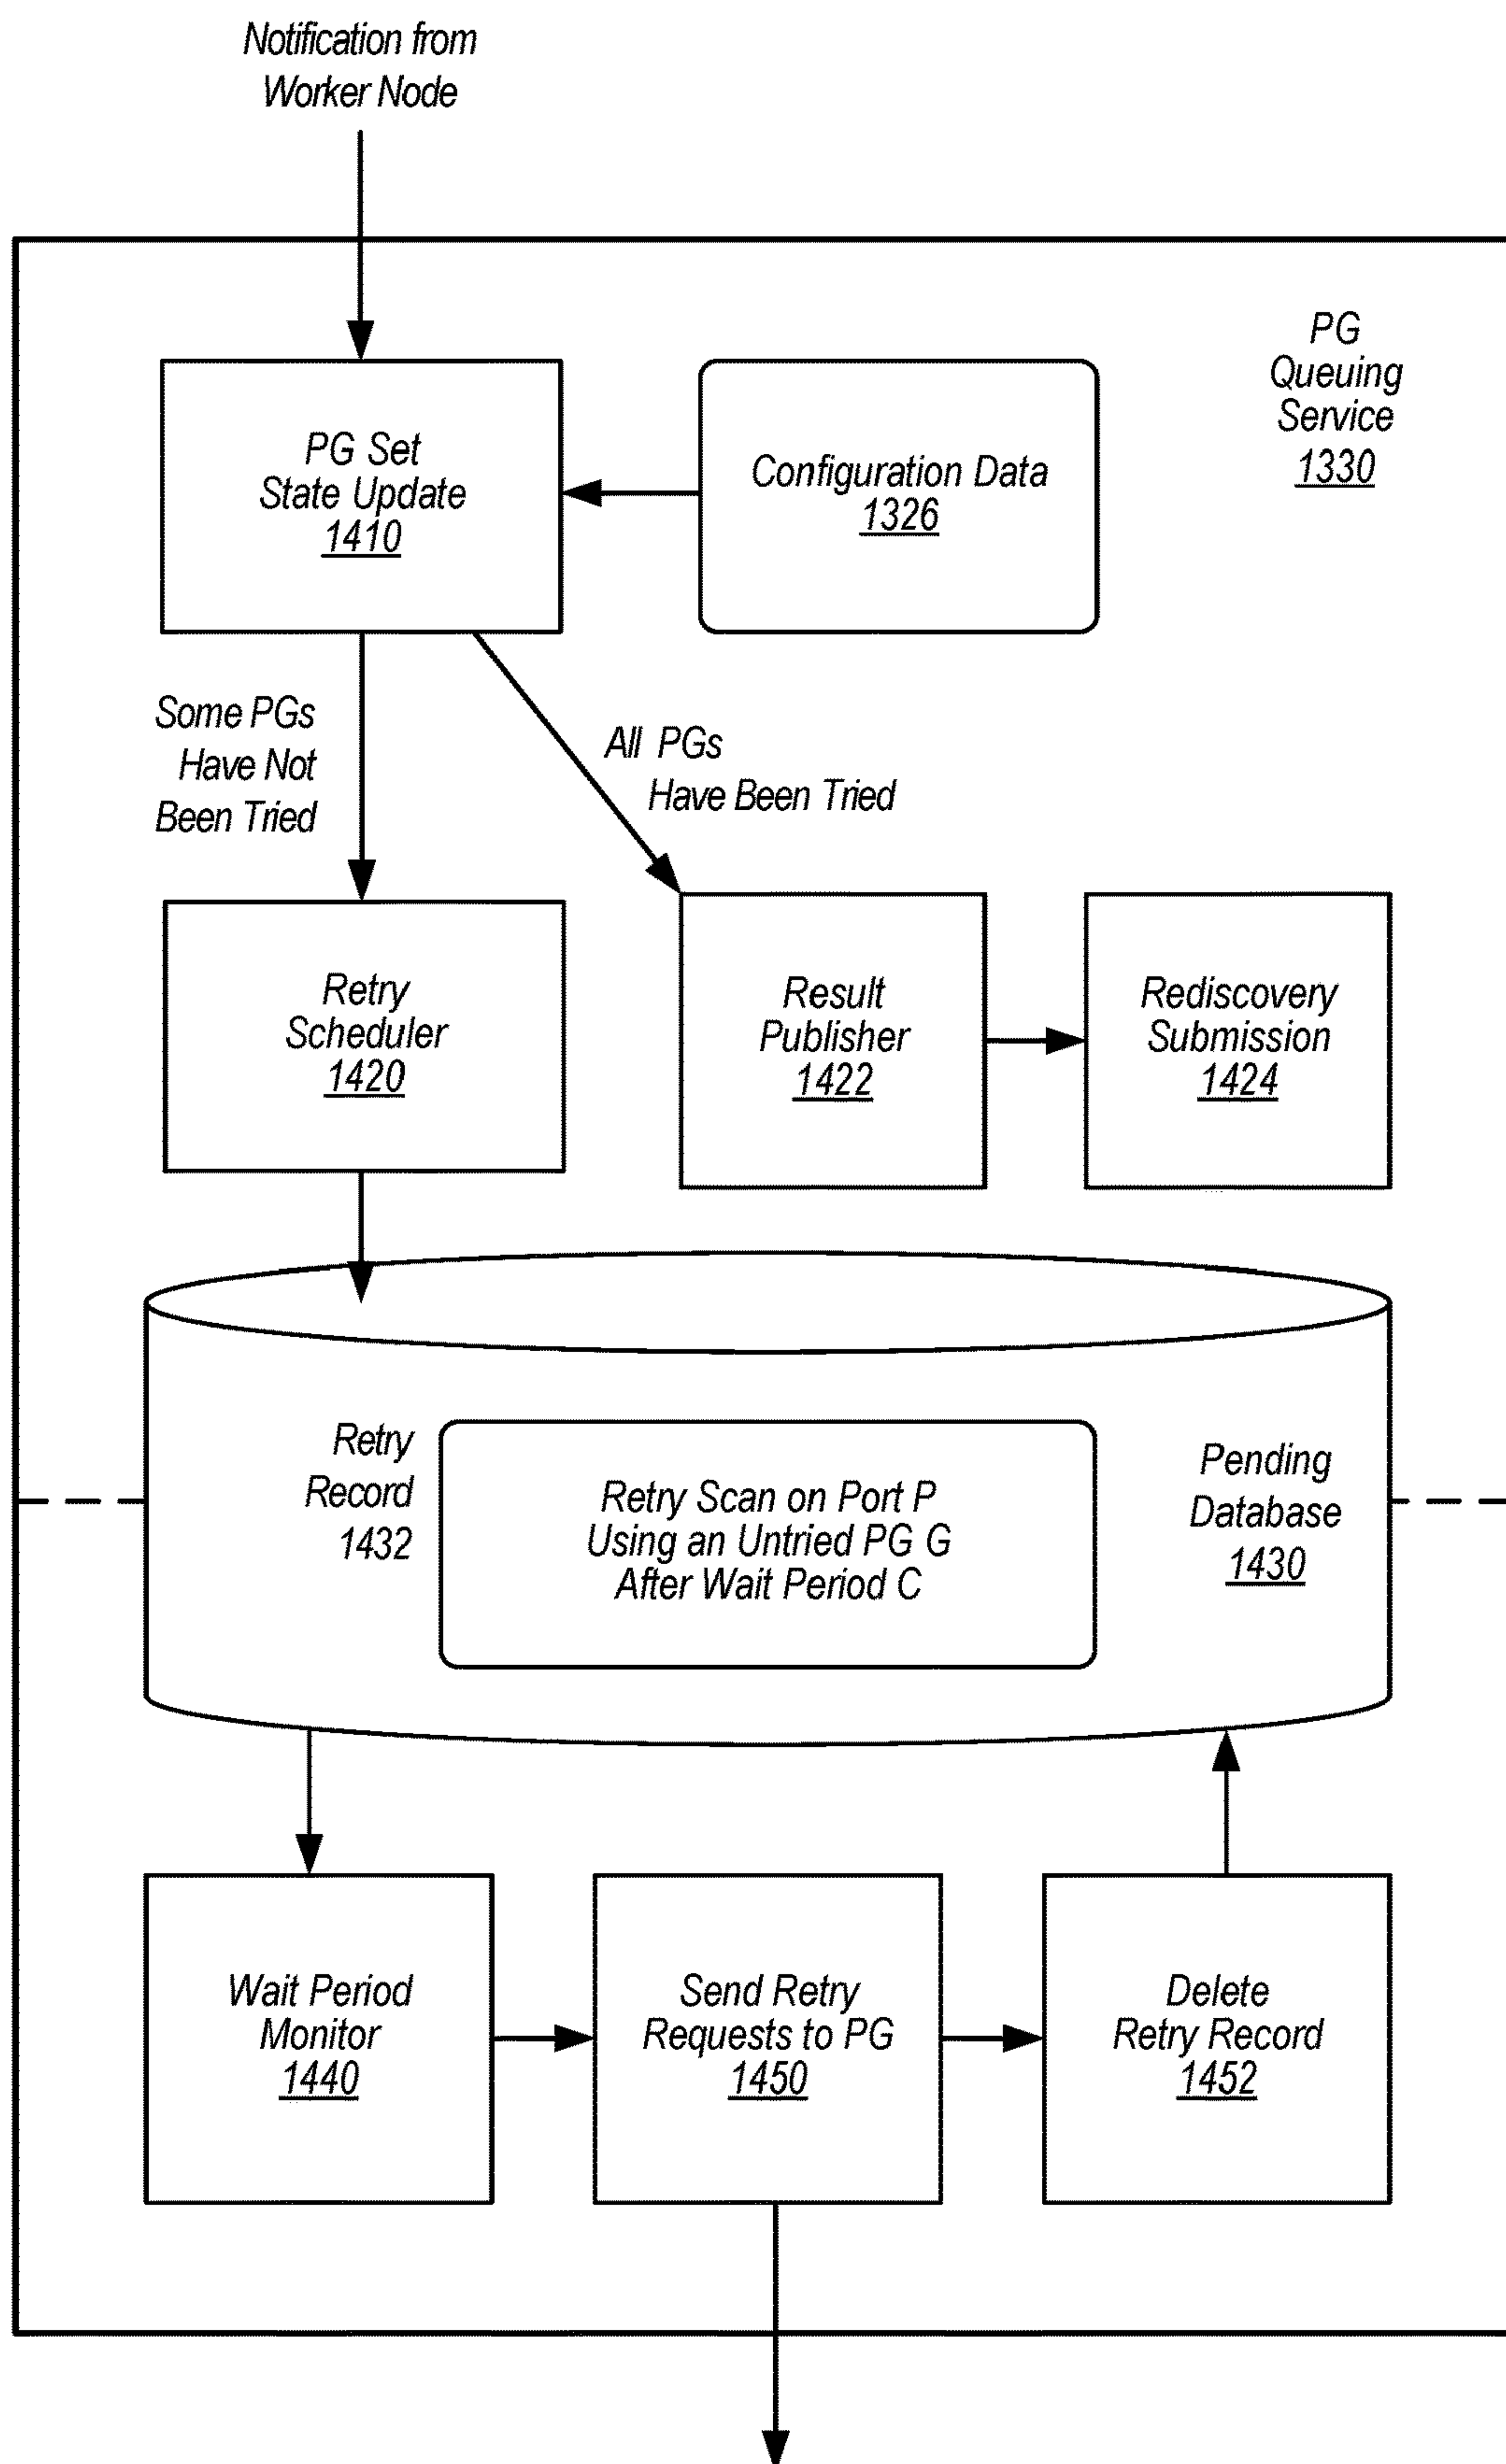 Notification from
Worker Node
PG
Queuing
Service
1330
PG Set
State Update
1410
Configuration Data
1326
Some PGs
Have Not
Been Tried
All PGs
Have Been Tried
Retry
Scheduler
1420
Result
Publisher
1422
Rediscovery
Submission
1424
Retry
Record
1432
Retry Scan on Port P
Using an Untried PG G
After Wait Period C
Pending
Database
1430
Wait Period
Monitor
1440
Send Retry
Requests to PG
1450
Delete
Retry Record
1452